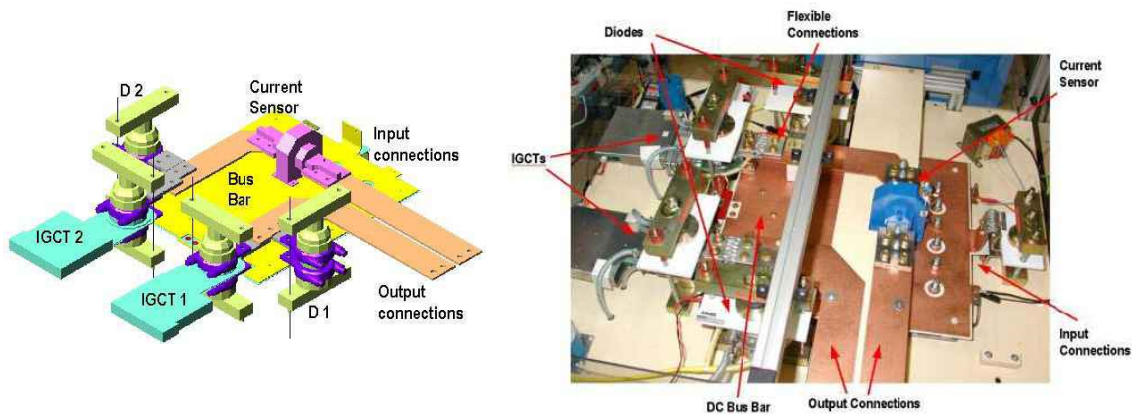 D 2
Current
Sensor
Input
connections
Bus
Bar
IGCT 2
IGCT 1
D 1
Output
connections
Diodes
Flexible
Connections
Current
Sensor
IGCTs
Input
Connections
DC Bus Bar
Output Connections